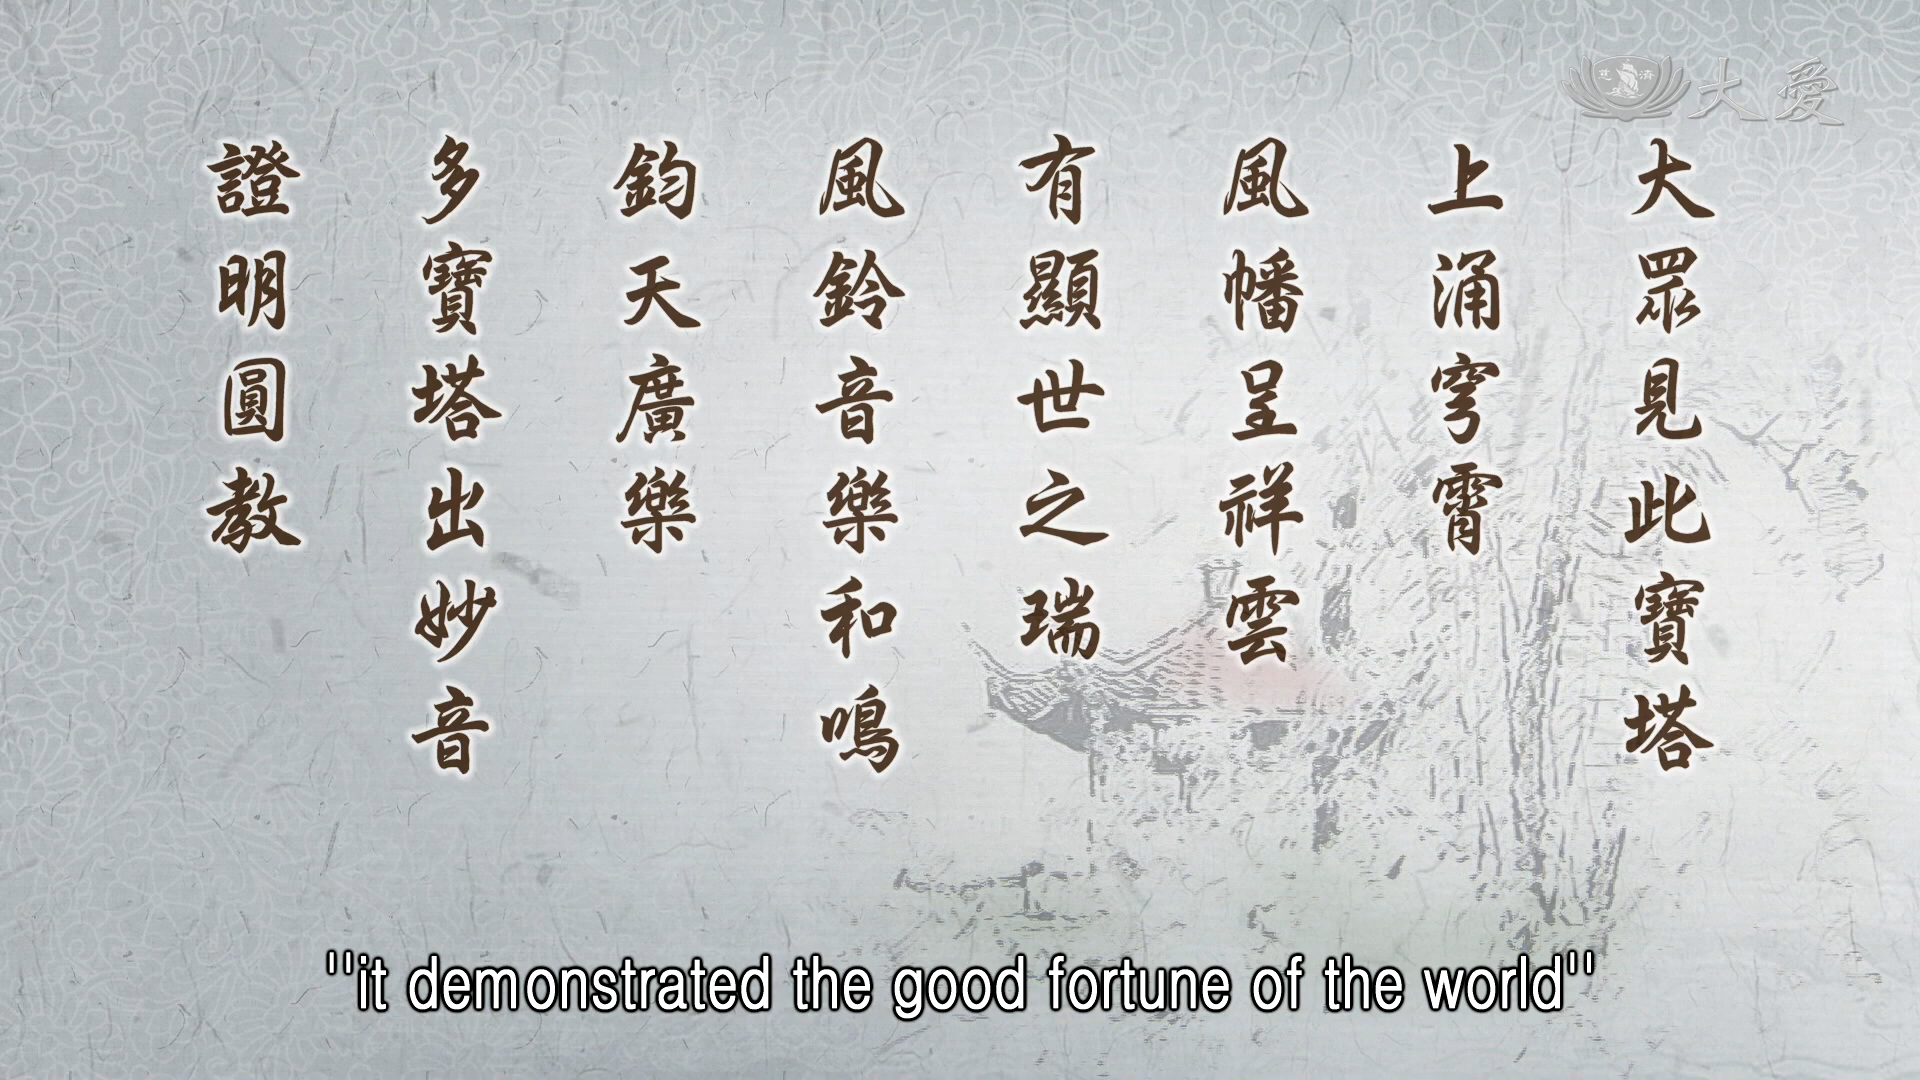 大眾見此寶塔
上涌穹霄
風幡呈祥雲
有顯世之瑞
風鈴音樂和鳴
鈞天廣樂
多寶塔出妙音
證明圓教
慈濟
大愛
"it demonstrated the good fortune of the world"